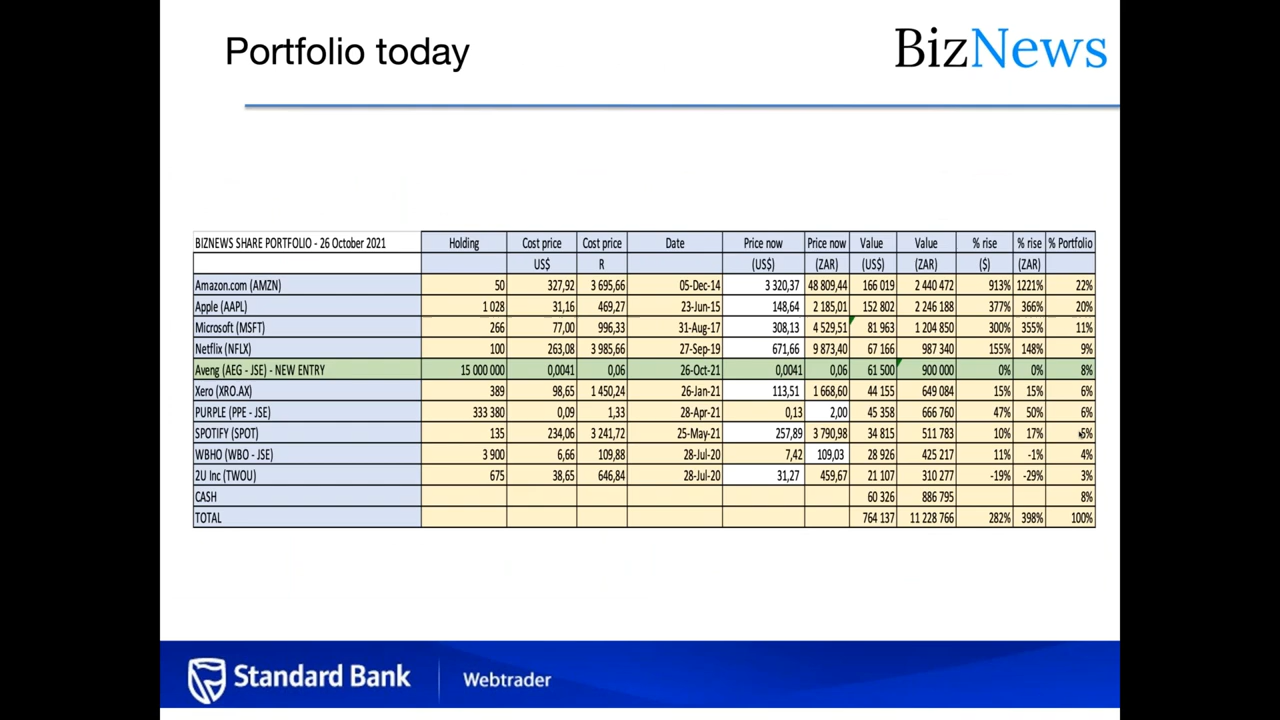 Portfolio today
BizNews
BIZNEWS SHARE PORTFOLIO - 26 October 2021 Holding Cost price Cost price Date Price now Price now Value Value % rise % rise % Portfolio
US$ R (US$) (ZAR) (US$) (ZAR) ($) (ZAR)
Amazon.com (AMZN) 50 327,92 3 695,66 05-Dec-14 3 320,37 48 809,44 166 019 2 440 472 913% 1221% 22%
Apple (AAPL) 1 028 31,16 469,27 23-Jun-15 148,64 2 185,01 152 802 2 246 188 377% 366% 20%
Microsoft (MSFT) 266 77,00 996,33 31-Aug-17 308,13 4 529,51 81 963 1 204 850 300% 355% 11%
Netflix (NFLX) 100 263,08 3 985,66 27-Sep-19 671,66 9 873,40 67 166 987 340 155% 148% 9%
Aveng (AEG - JSE) - NEW ENTRY 15 000 000 0,0041 0,06 26-Oct-21 0,0041 0,06 61 500 900 000 0% 0% 8%
Xero (XRO.AX) 389 98,65 1 450,24 26-Jan-21 113,51 1 668,60 44 155 649 084 15% 15% 6%
PURPLE (PPE - JSE) 333 380 0,09 1,33 28-Apr-21 0,13 2,00 45 358 666 760 47% 50% 6%
SPOTIFY (SPOT) 135 234,06 3 241,72 25-May-21 257,89 3 790,98 34 815 511 783 10% 17% 5%
WBHO (WBO - JSE) 3 900 6,66 109,88 28-Jul-20 7,42 109,03 28 926 425 217 11% -1% 4%
2U Inc (TWOU) 675 38,65 646,84 28-Jul-20 31,27 459,67 21 107 310 277 -19% -29% 3%
CASH 60 326 886 795 8%
TOTAL 764 137 11 228 766 282% 398% 100%
Standard Bank Webtrader